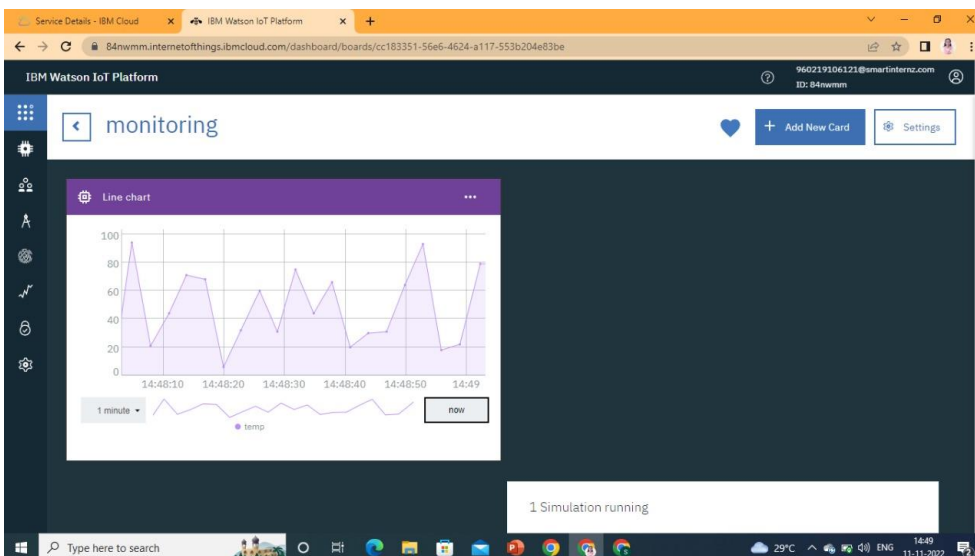 Service Details - IBM Cloud
IBM Watson IoT Platform
84nwmm.internetofthings.ibmcloud.com/dashboard/boards/cc183351-56e6-4624-a117-553b204e83be
IBM Watson IoT Platform
960219106121@smartinternz.com
ID: 84nwmm
monitoring
+ Add New Card
Settings
Line chart
100
80
60
40
20
0
14:48:10 14:48:20 14:48:30 14:48:40 14:48:50 14:49
1 minute
now
temp
1 Simulation running
Type here to search
29°C
ENG
14:49
11-11-2022